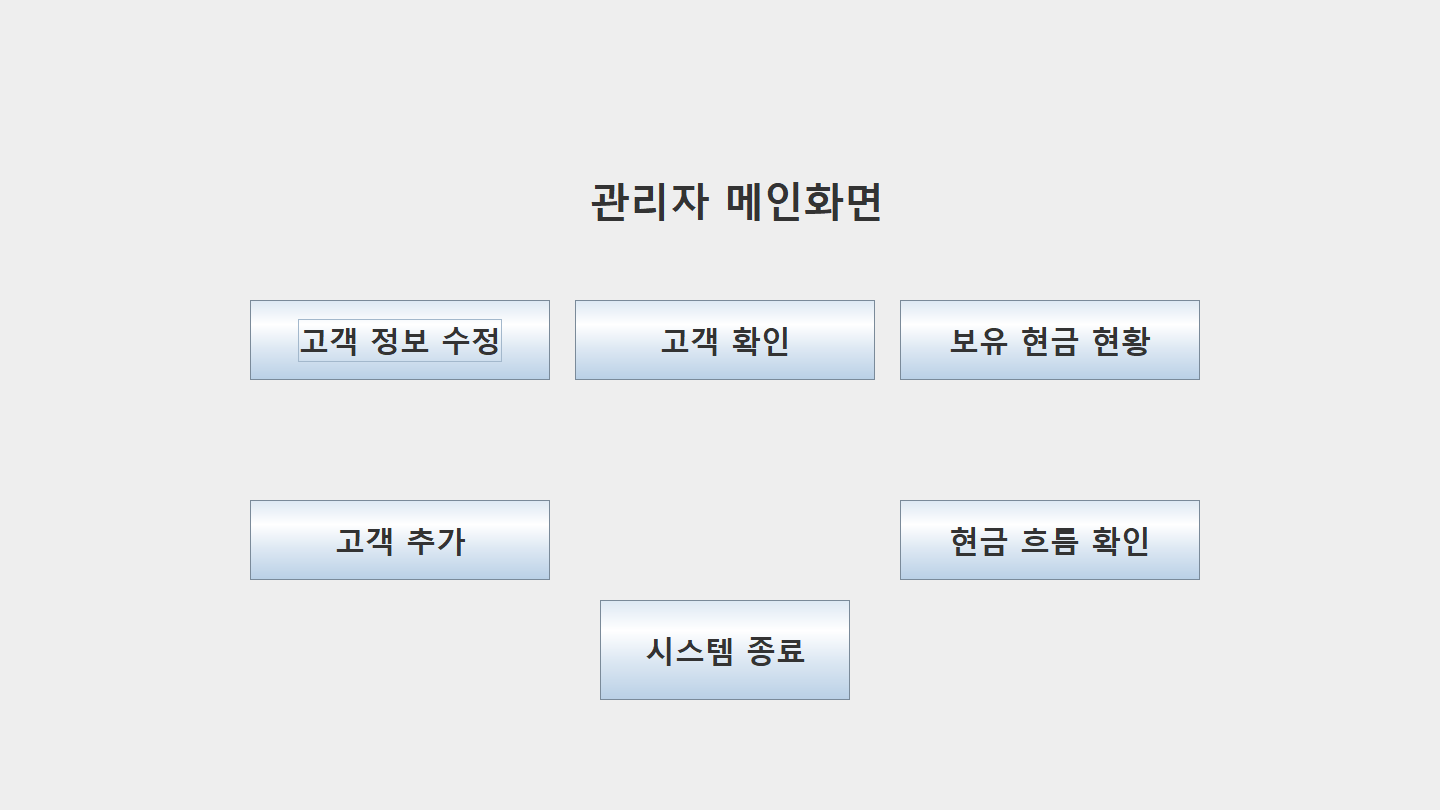 관리자 메인화면
고객 정보 수정
고객 확인
보유 현금 현황
고객 추가
현금 흐름 확인
시스템 종료